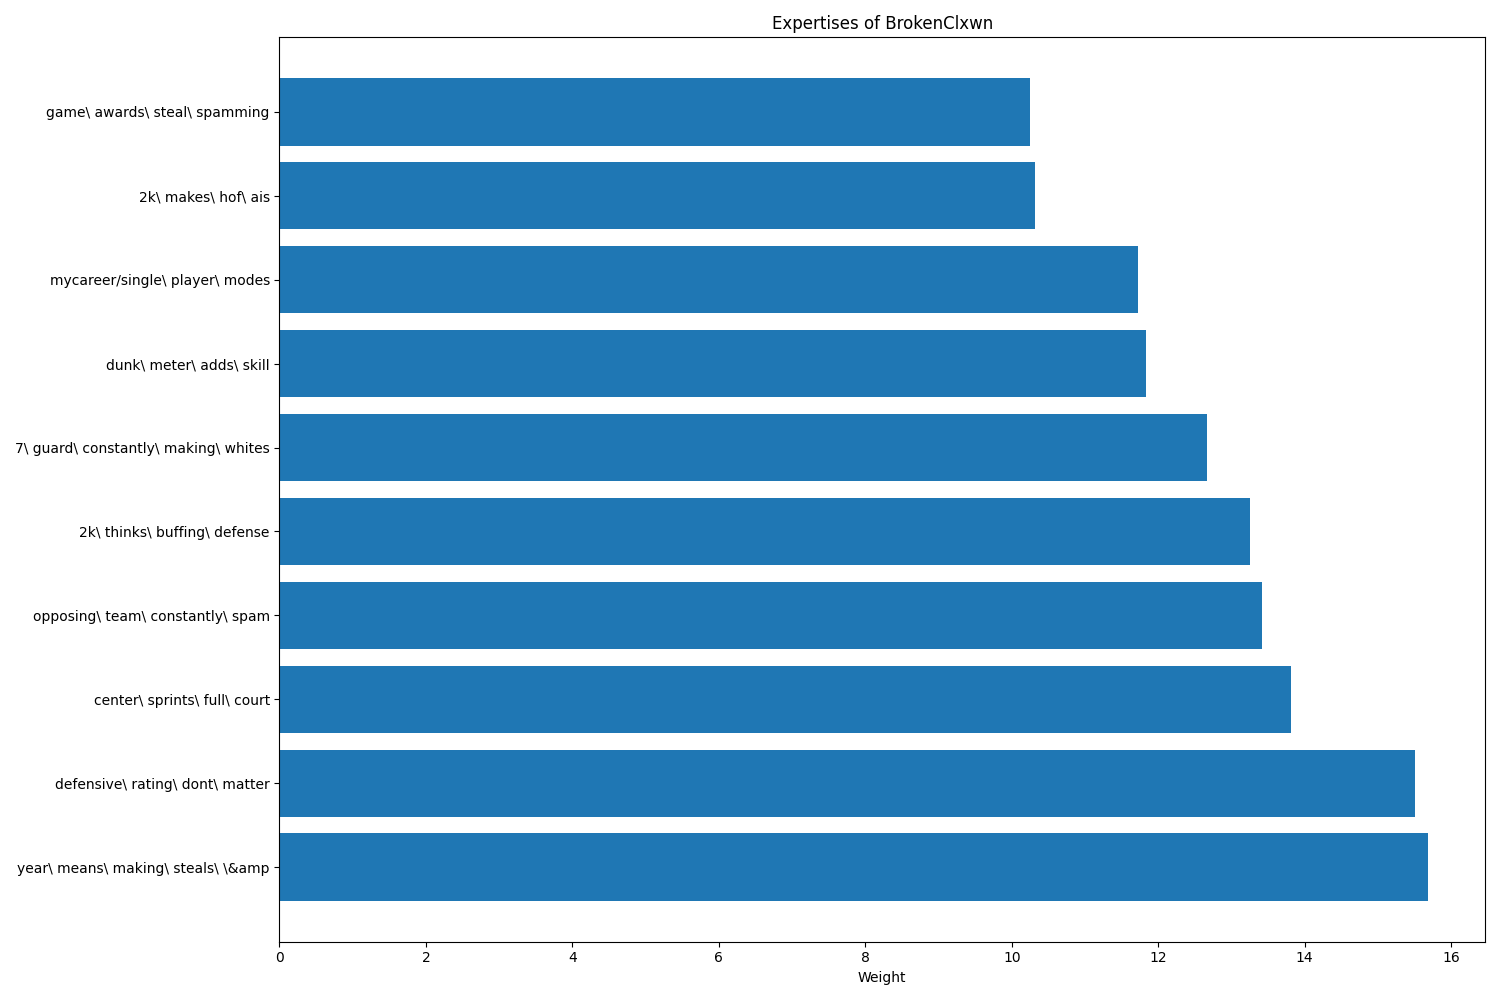 Expertises of BrokenClxwn
game\ awards\ steal\ spamming
2k\ makes\ hof\ ais
mycareer/single\ player\ modes
dunk\ meter\ adds\ skill
7\ guard\ constantly\ making\ whites
2k\ thinks\ buffing\ defense
opposing\ team\ constantly\ spam
center\ sprints\ full\ court
defensive\ rating\ dont\ matter
year\ means\ making\ steals\ \&amp
0 2 4 6 8 10 12 14 16
Weight